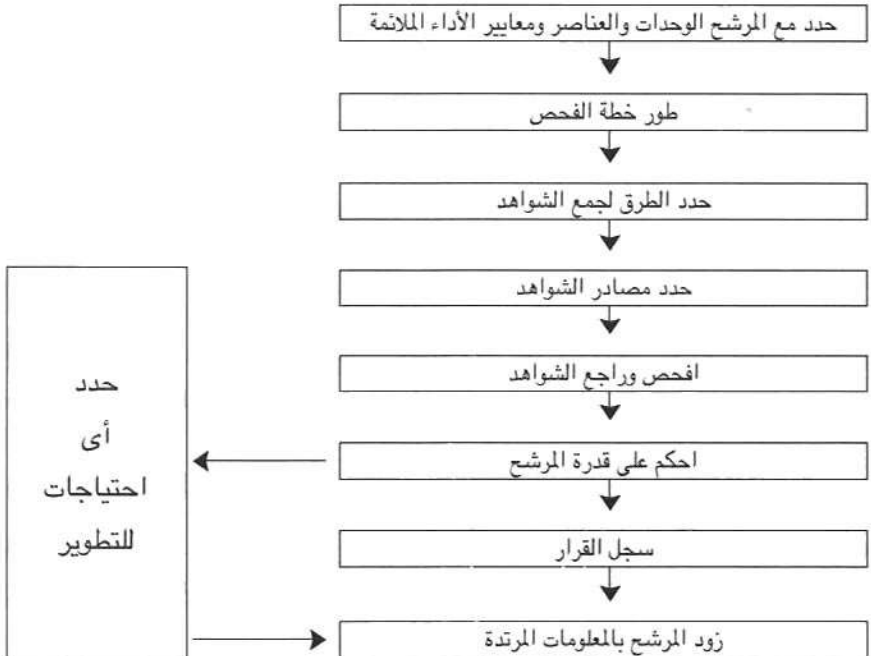 حدد مع المرشح الوحدات والعناصر ومعايير الأداء الملائمة
طور خطة الفحص
حدد الطرق لجمع الشواهد
حدد مصادر الشواهد
افحص وراجع الشواهد
احكم على قدرة المرشح
سجل القرار
زود المرشح بالمعلومات المرتدة
حدد
أى
احتياجات
للتطوير